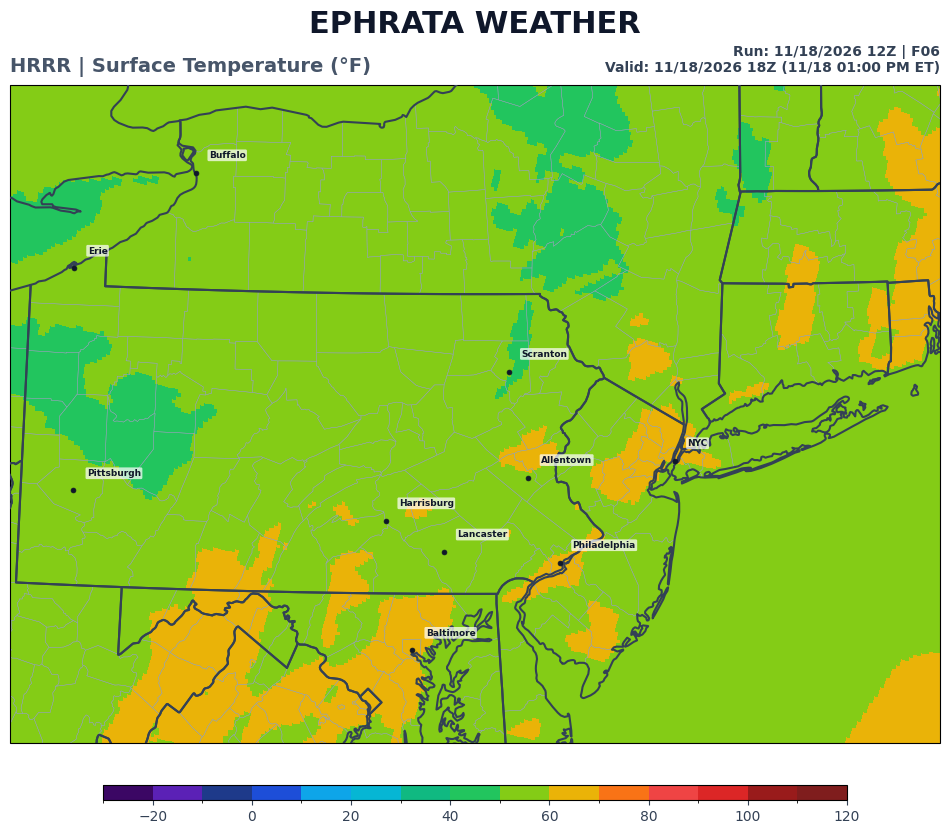 EPHRATA WEATHER
HRRR | Surface Temperature (°F)
Run: 11/18/2026 12Z | F06
Valid: 11/18/2026 18Z (11/18 01:00 PM ET)
Buffalo
Erie
Scranton
NYC
Allentown
Pittsburgh
Harrisburg
Lancaster
Philadelphia
Baltimore
−20 0 20 40 60 80 100 120